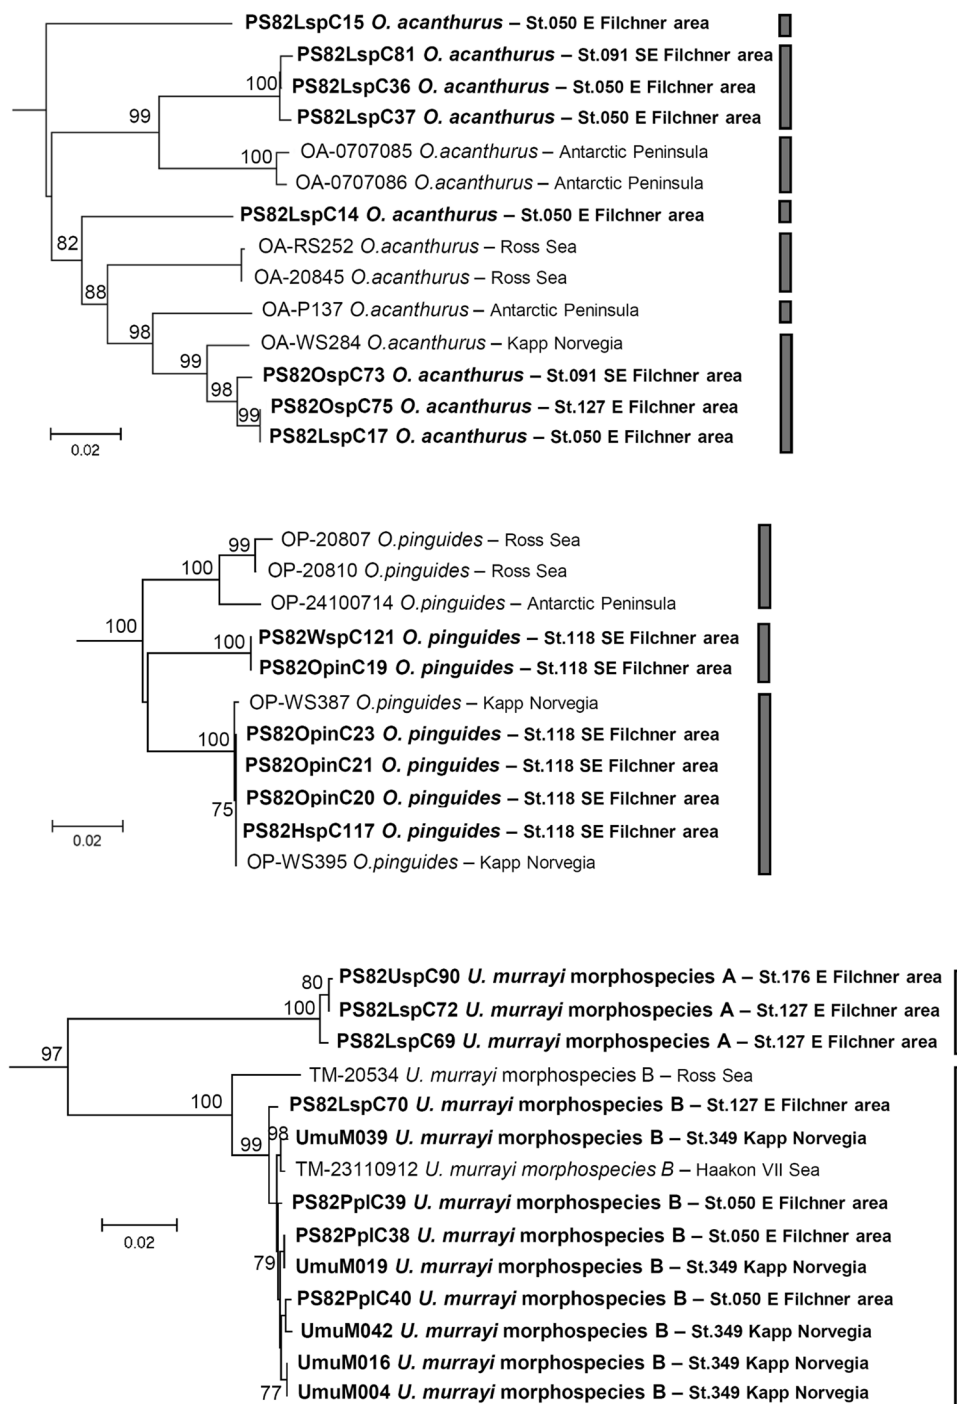 PS82LspC15 O. acanthurus – St.050 E Filchner area
PS82LspC81 O. acanthurus – St.091 SE Filchner area
100
PS82LspC36 O. acanthurus – St.050 E Filchner area
99
PS82LspC37 O. acanthurus – St.050 E Filchner area
OA-0707085 O.acanthurus – Antarctic Peninsula
100
OA-0707086 O.acanthurus – Antarctic Peninsula
PS82LspC14 O. acanthurus – St.050 E Filchner area
82
OA-RS252 O.acanthurus – Ross Sea
OA-20845 O.acanthurus – Ross Sea
88
OA-P137 O.acanthurus – Antarctic Peninsula
98
OA-WS284 O.acanthurus – Kapp Norvegia
99
PS82OspC73 O. acanthurus – St.091 SE Filchner area
98
PS82OspC75 O. acanthurus – St.127 E Filchner area
99
PS82LspC17 O. acanthurus – St.050 E Filchner area
0.02
OP-20807 O.pinguides – Ross Sea
99
100
OP-20810 O.pinguides – Ross Sea
OP-24100714 O.pinguides – Antarctic Peninsula
100
PS82WspC121 O. pinguides – St.118 SE Filchner area
100
PS82OpinC19 O. pinguides – St.118 SE Filchner area
OP-WS387 O.pinguides – Kapp Norvegia
100
PS82OpinC23 O. pinguides – St.118 SE Filchner area
PS82OpinC21 O. pinguides – St.118 SE Filchner area
PS82OpinC20 O. pinguides – St.118 SE Filchner area
75
PS82HspC117 O. pinguides – St.118 SE Filchner area
0.02
OP-WS395 O.pinguides – Kapp Norvegia
PS82UspC90 U. murrayi morphospecies A – St.176 E Filchner area
80
100
PS82LspC72 U. murrayi morphospecies A – St.127 E Filchner area
PS82LspC69 U. murrayi morphospecies A – St.127 E Filchner area
97
TM-20534 U. murrayi morphospecies B – Ross Sea
100
PS82LspC70 U. murrayi morphospecies B – St.127 E Filchner area
98
UmuM039 U. murrayi morphospecies B – St.349 Kapp Norvegia
99
TM-23110912 U. murrayi morphospecies B – Haakon VII Sea
PS82PplC39 U. murrayi morphospecies B – St.050 E Filchner area
PS82PplC38 U. murrayi morphospecies B – St.050 E Filchner area
0.02
79
UmuM019 U. murrayi morphospecies B – St.349 Kapp Norvegia
PS82PplC40 U. murrayi morphospecies B – St.050 E Filchner area
UmuM042 U. murrayi morphospecies B – St.349 Kapp Norvegia
UmuM016 U. murrayi morphospecies B – St.349 Kapp Norvegia
77
UmuM004 U. murrayi morphospecies B – St.349 Kapp Norvegia